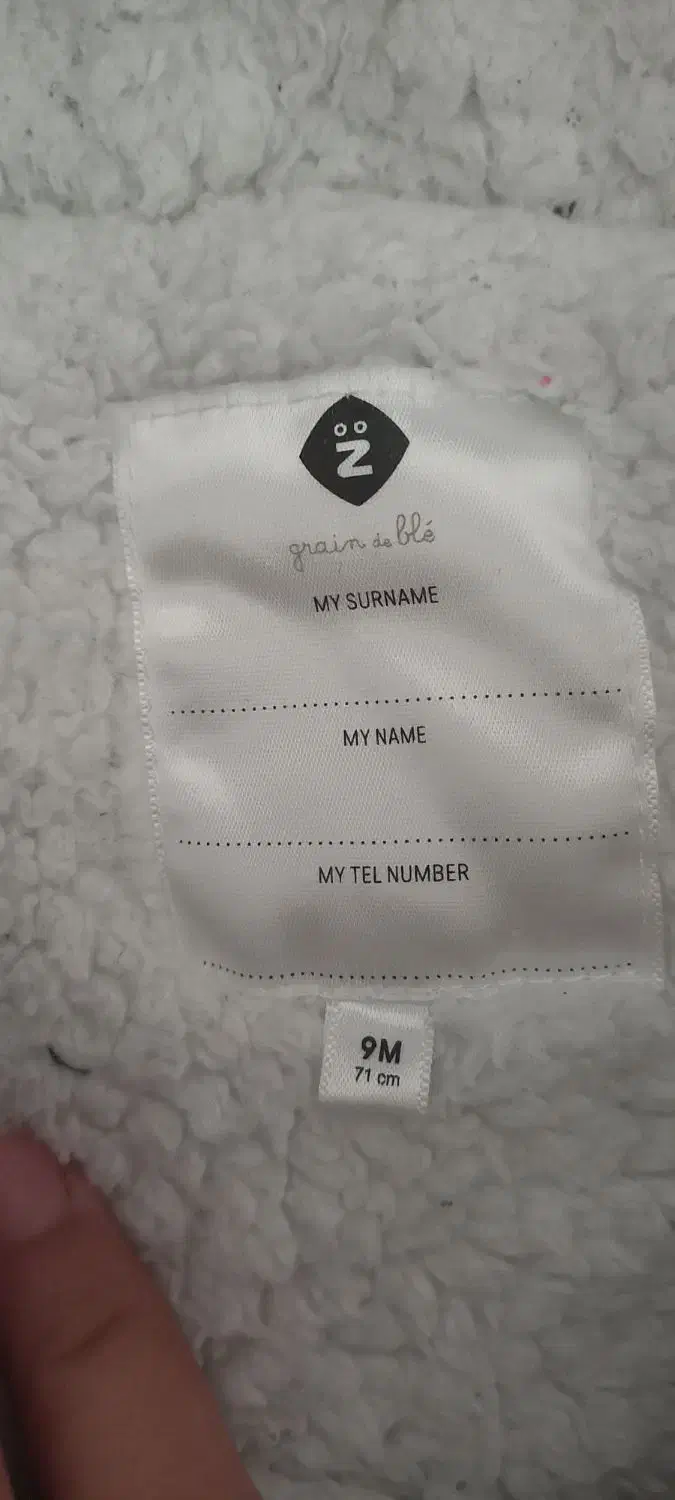 Z
grain de blé
MY SURNAME
MY NAME
MY TEL NUMBER
9M
71 cm